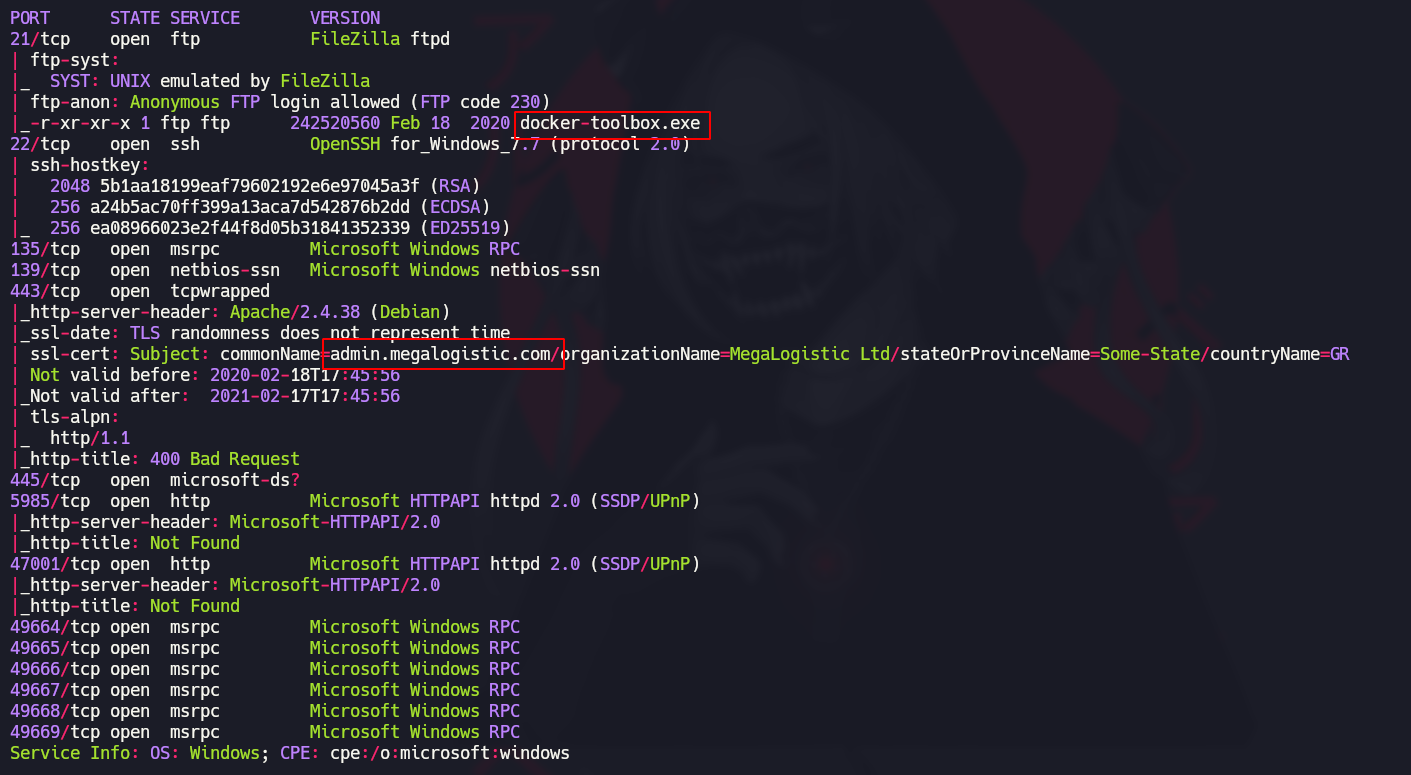 PORT      STATE SERVICE       VERSION
21/tcp    open  ftp           FileZilla ftpd
| ftp-syst:
|_  SYST: UNIX emulated by FileZilla
| ftp-anon: Anonymous FTP login allowed (FTP code 230)
|_-r-xr-xr-x 1 ftp ftp      242520560 Feb 18  2020 docker-toolbox.exe
22/tcp    open  ssh           OpenSSH for_Windows_7.7 (protocol 2.0)
| ssh-hostkey:
|   2048 5b1aa18199eaf79602192e6e97045a3f (RSA)
|   256 a24b5ac70ff399a13aca7d542876b2dd (ECDSA)
|_  256 ea08966023e2f44f8d05b31841352339 (ED25519)
135/tcp   open  msrpc         Microsoft Windows RPC
139/tcp   open  netbios-ssn   Microsoft Windows netbios-ssn
443/tcp   open  tcpwrapped
|_http-server-header: Apache/2.4.38 (Debian)
|_ssl-date: TLS randomness does not represent time
| ssl-cert: Subject: commonName=admin.megalogistic.com/organizationName=MegaLogistic Ltd/stateOrProvinceName=Some-State/countryName=GR
| Not valid before: 2020-02-18T17:45:56
|_Not valid after:  2021-02-17T17:45:56
| tls-alpn:
|_  http/1.1
|_http-title: 400 Bad Request
445/tcp   open  microsoft-ds?
5985/tcp  open  http          Microsoft HTTPAPI httpd 2.0 (SSDP/UPnP)
|_http-server-header: Microsoft-HTTPAPI/2.0
|_http-title: Not Found
47001/tcp open  http          Microsoft HTTPAPI httpd 2.0 (SSDP/UPnP)
|_http-server-header: Microsoft-HTTPAPI/2.0
|_http-title: Not Found
49664/tcp open  msrpc         Microsoft Windows RPC
49665/tcp open  msrpc         Microsoft Windows RPC
49666/tcp open  msrpc         Microsoft Windows RPC
49667/tcp open  msrpc         Microsoft Windows RPC
49668/tcp open  msrpc         Microsoft Windows RPC
49669/tcp open  msrpc         Microsoft Windows RPC
Service Info: OS: Windows; CPE: cpe:/o:microsoft:windows